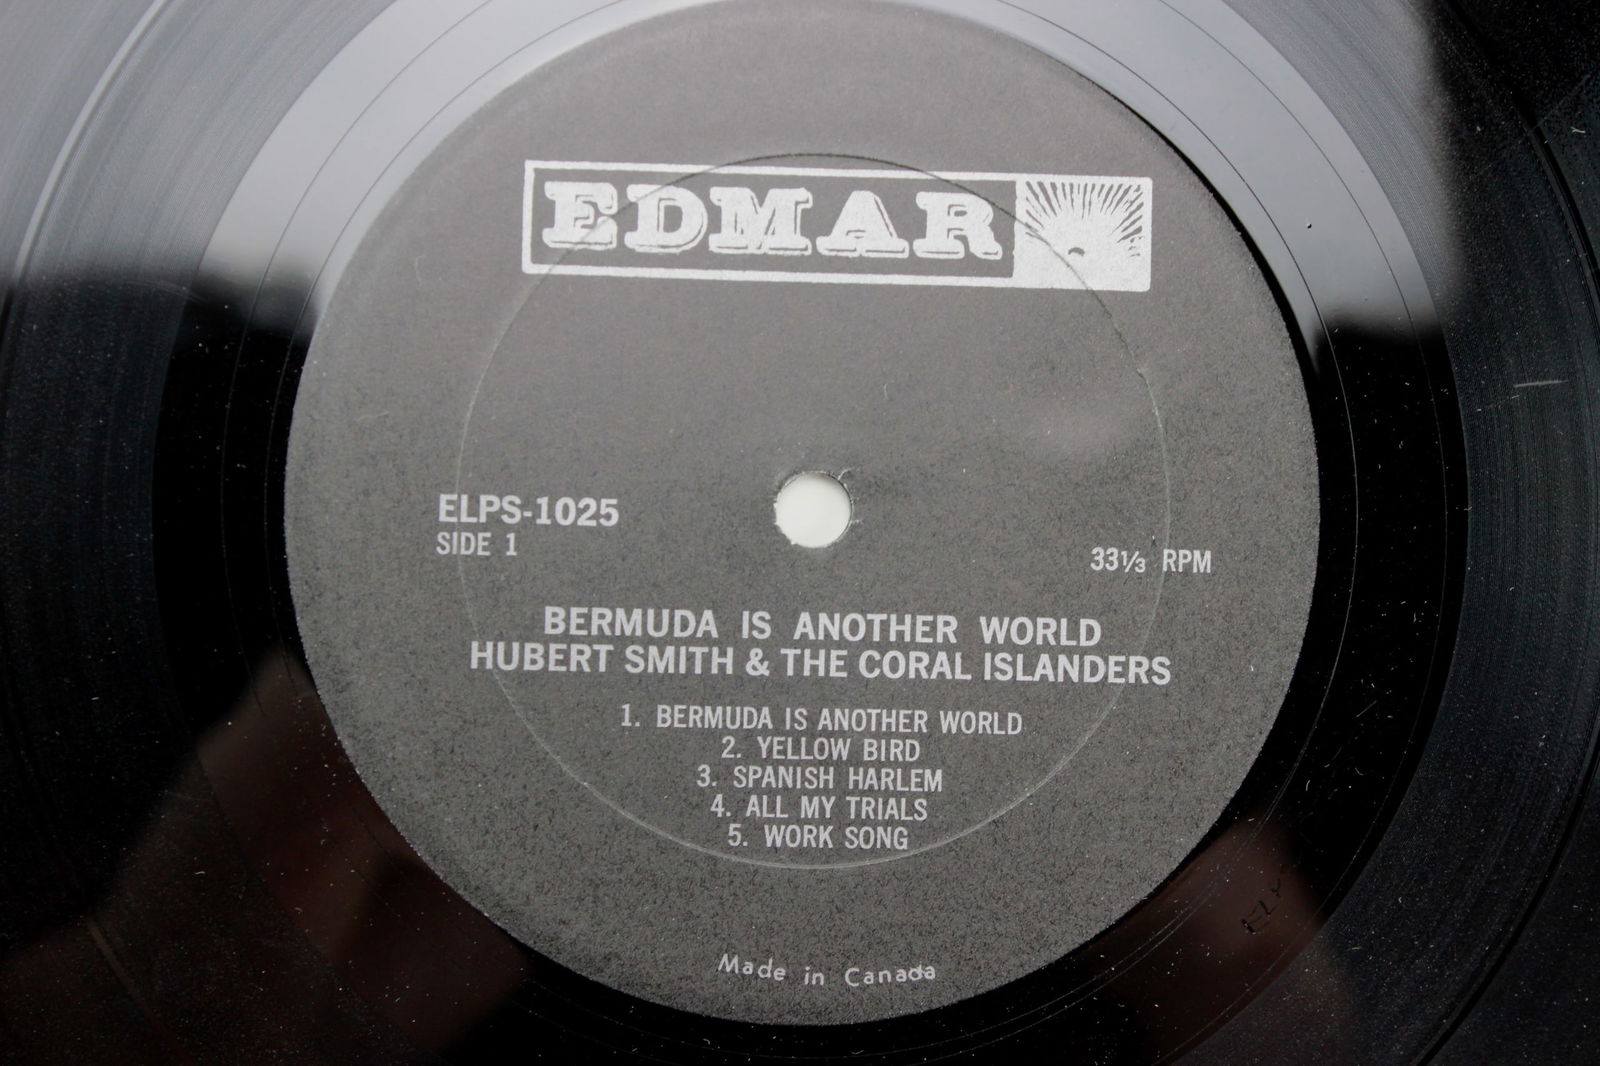 EDMAR
ELPS-1025
SIDE 1
33⅓ RPM
BERMUDA IS ANOTHER WORLD
HUBERT SMITH & THE CORAL ISLANDERS
1. BERMUDA IS ANOTHER WORLD
2. YELLOW BIRD
3. SPANISH HARLEM
4. ALL MY TRIALS
5. WORK SONG
Made in Canada